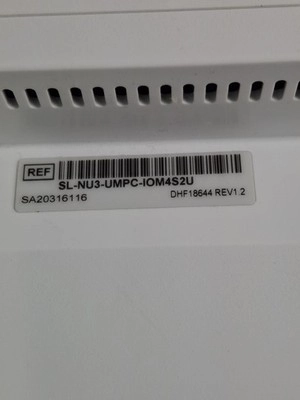 REF
SL-NU3-UMPC-IOM4S2U
SA20316116 DHF18644 REV1.2